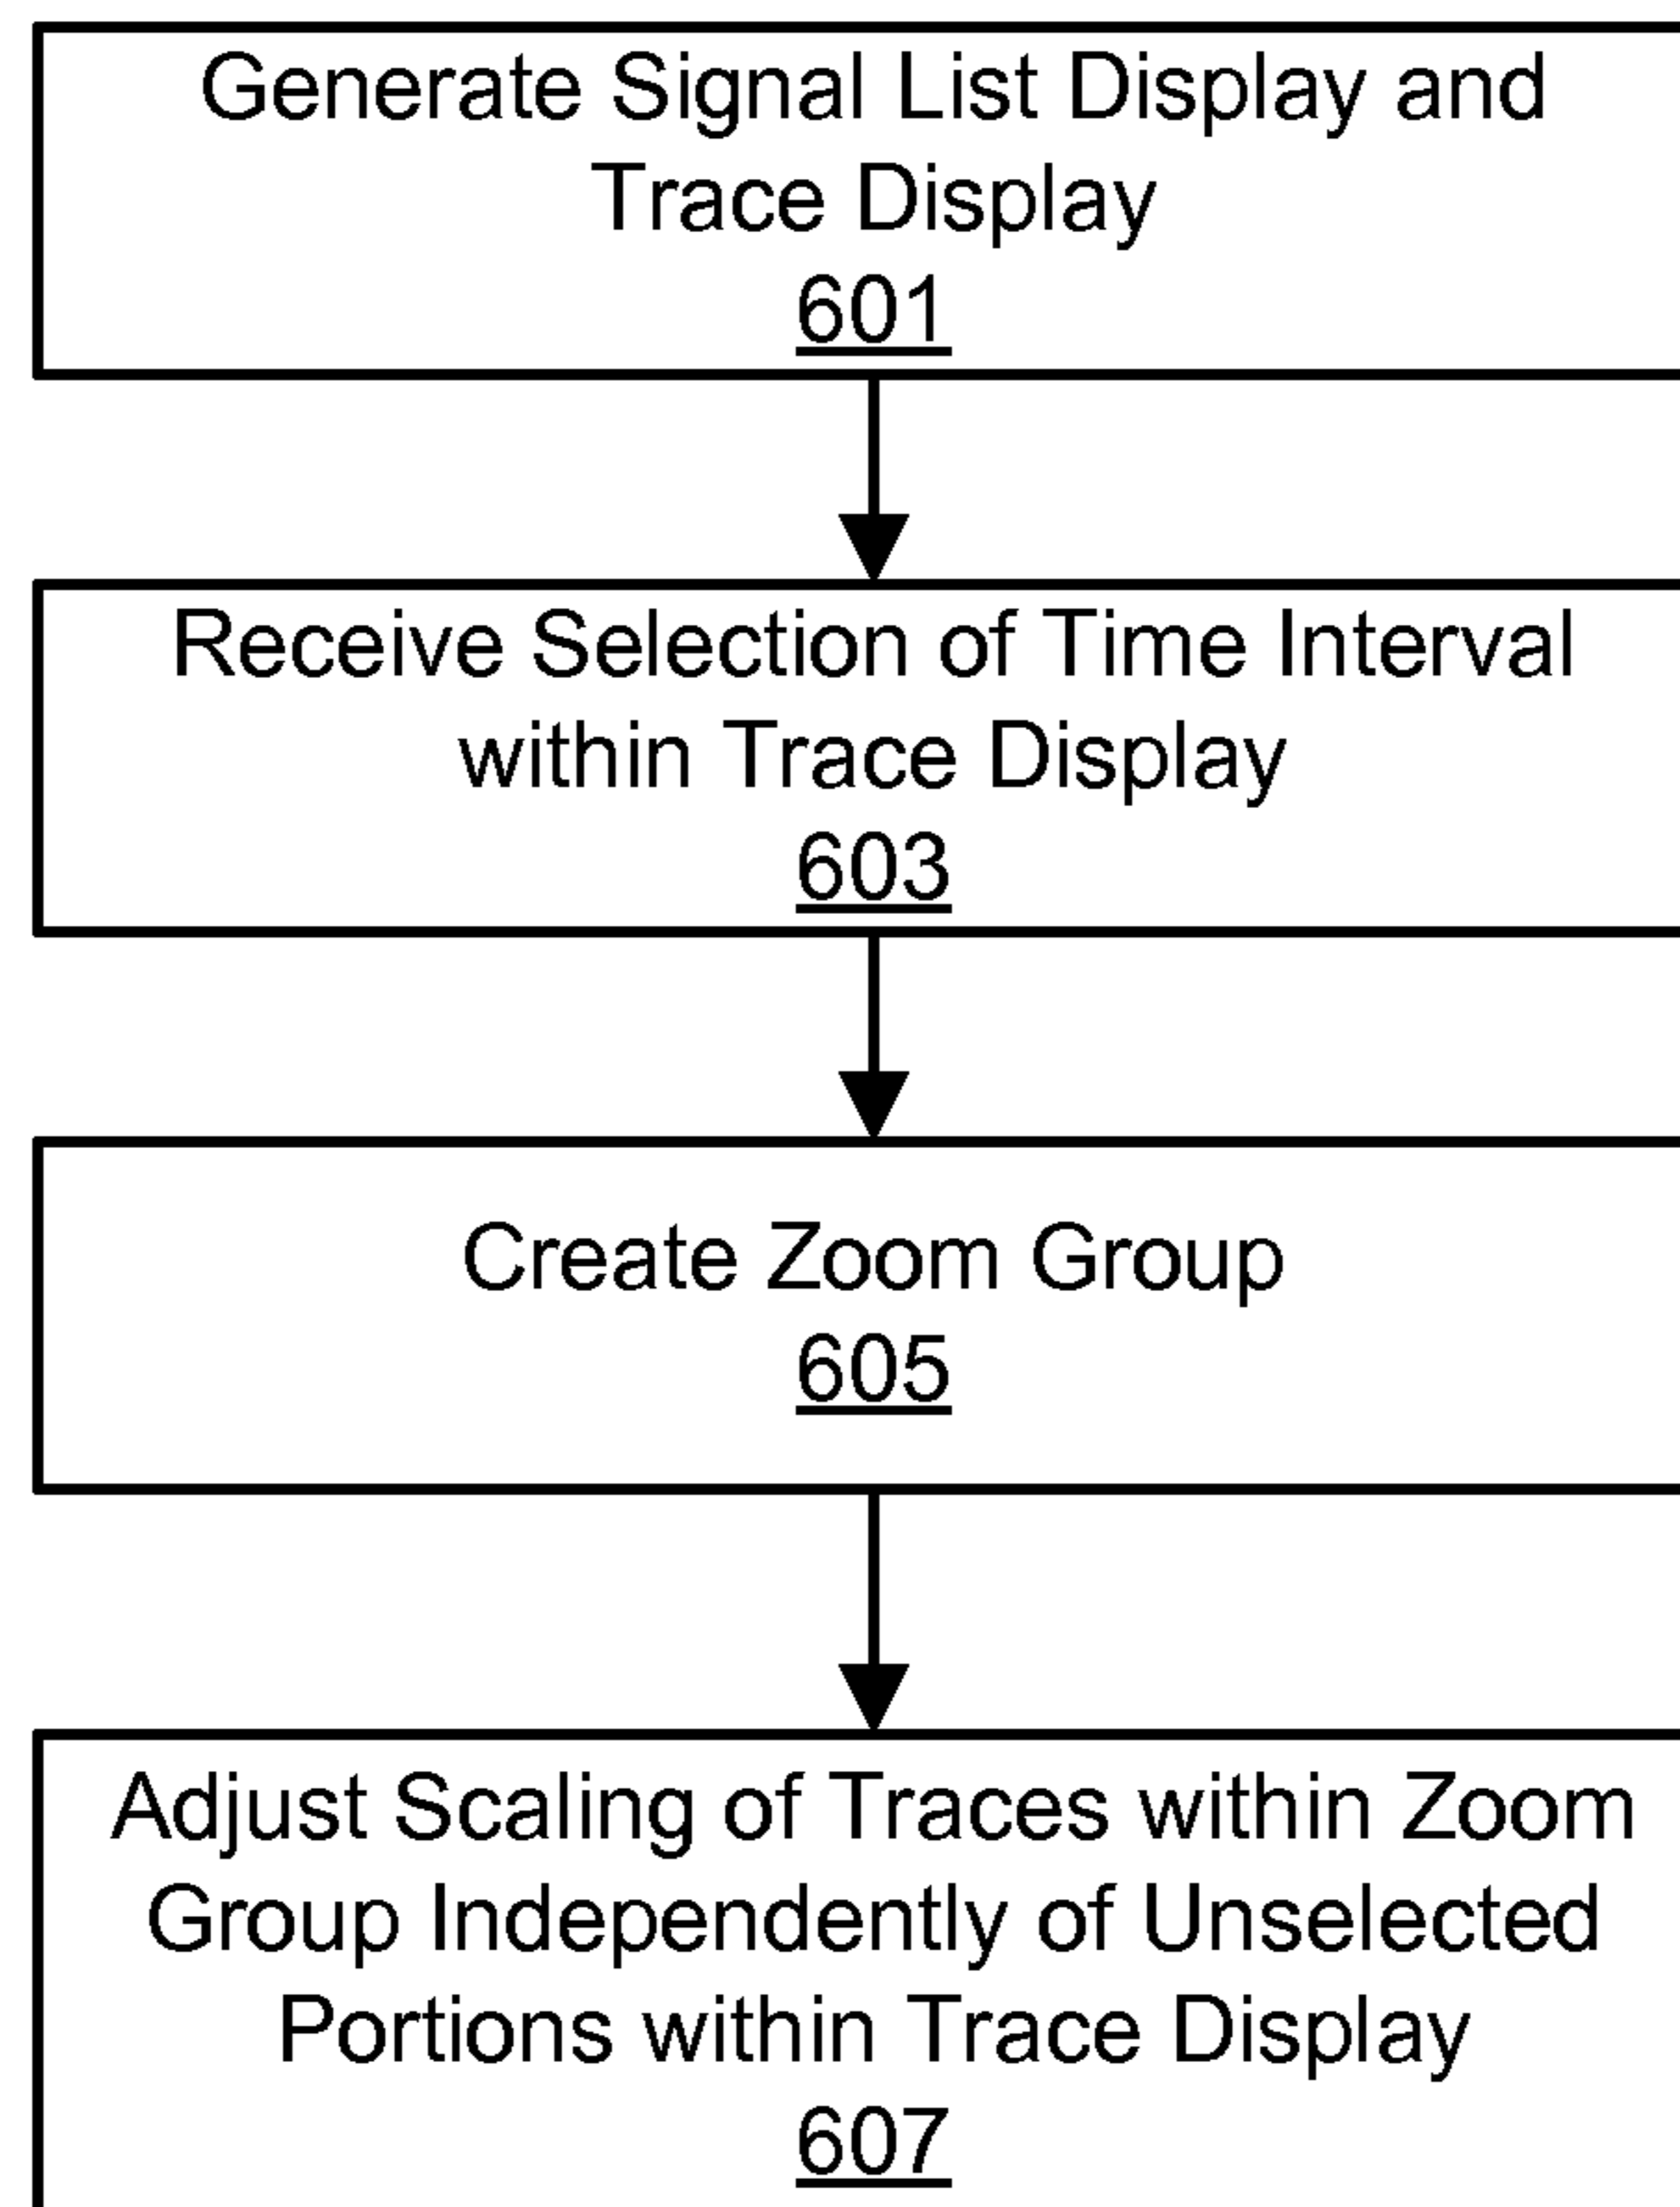 Generate Signal List Display and
Trace Display
601
Receive Selection of Time Interval
within Trace Display
603
Create Zoom Group
605
Adjust Scaling of Traces within Zoom
Group Independently of Unselected
Portions within Trace Display
607